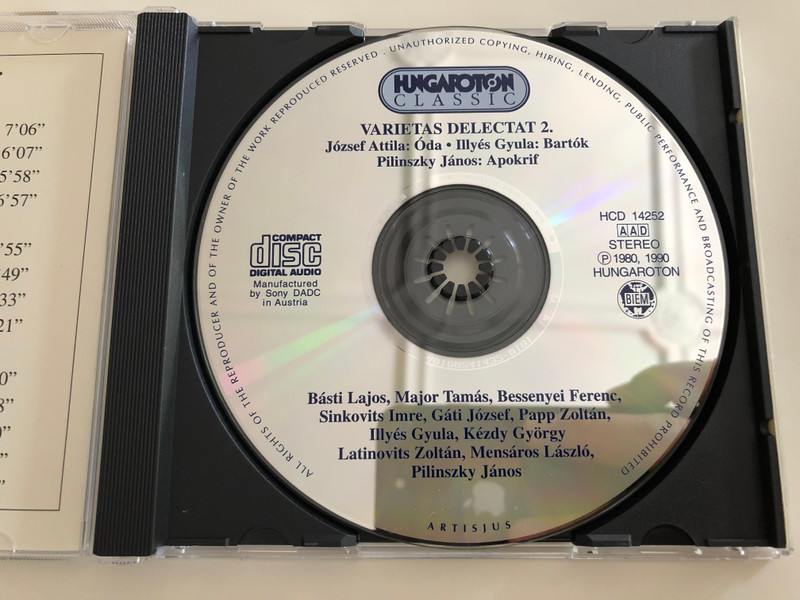 7'06"
6'07"
5'58"
6'57"
'55"
'49"
33"
21"
0"
8"
ALL RIGHTS OF THE REPRODUCER AND OF THE OWNER OF THE WORK REPRODUCED RESERVED . UNAUTHORIZED COPYING, HIRING, LENDING, PUBLIC PERFORMANCE AND BROADCASTING OF THIS RECORD PROHIBITED
HUNGAROTON
CLASSIC
VARIETAS DELECTAT 2.
József Attila: Óda • Illyés Gyula: Bartók
Pilinszky János: Apokrif
COMPACT
disc
DIGITAL AUDIO
Manufactured
by Sony DADC
in Austria
HCD 14252
AAD
STEREO
Ⓟ 1980, 1990
HUNGAROTON
BIEM
Básti Lajos, Major Tamás, Bessenyei Ferenc,
Sinkovits Imre, Gáti József, Papp Zoltán,
Illyés Gyula, Kézdy György
Latinovits Zoltán, Mensáros László,
Pilinszky János
ARTISJUS